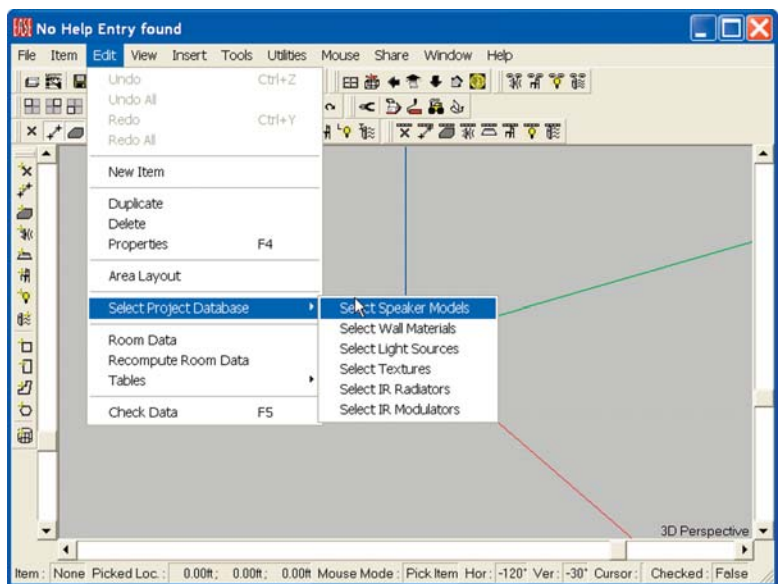 EASE No Help Entry found
File Item Edit View Insert Tools Utilities Mouse Share Window Help
Undo Ctrl+Z
Undo All
Redo Ctrl+Y
Redo All
New Item
Duplicate
Delete
Properties F4
Area Layout
Select Project Database
Select Speaker Models
Select Wall Materials
Select Light Sources
Select Textures
Select IR Radiators
Select IR Modulators
Room Data
Recompute Room Data
Tables
Check Data F5
3D Perspective
Item: None Picked Loc.: 0.00ft; 0.00ft; 0.00ft Mouse Mode: Pick Item Hor: -120° Ver: -30° Cursor: Checked: False